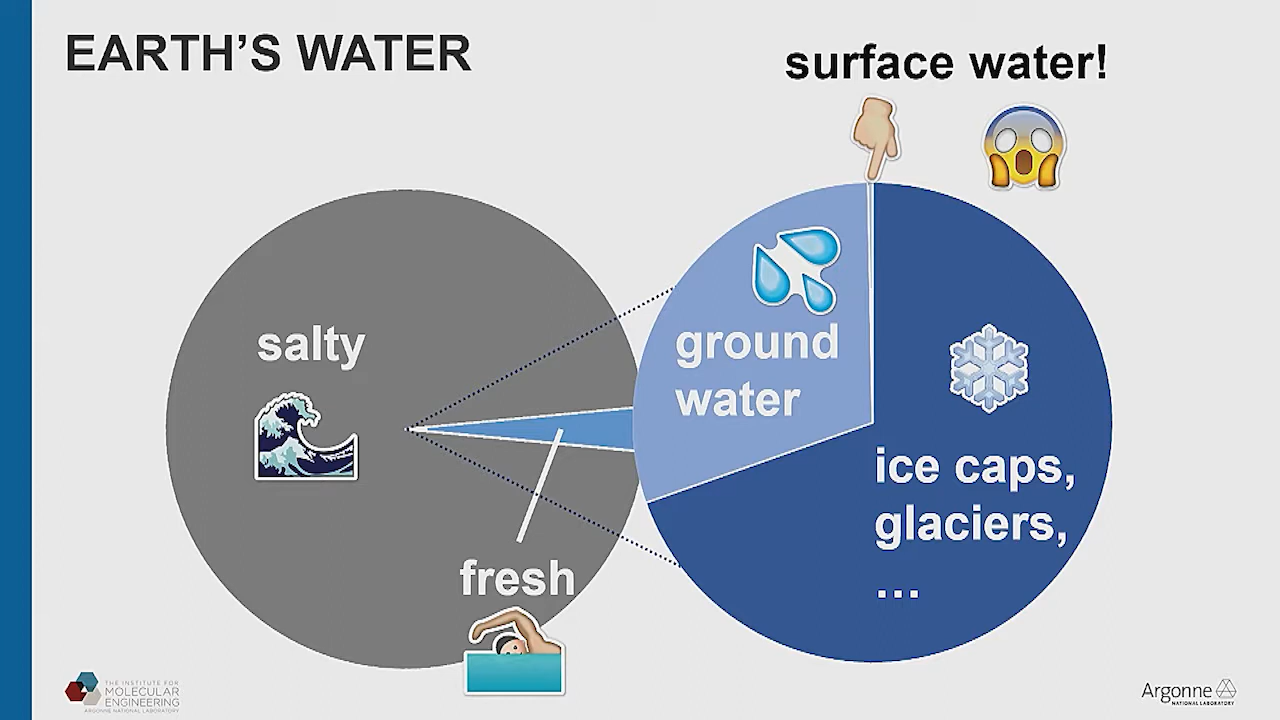 EARTH'S WATER
surface water!
salty
ground
water
ice caps,
glaciers,
...
fresh
THE INSTITUTE FOR
MOLECULAR
ENGINEERING
ARGONNE NATIONAL LABORATORY
Argonne
NATIONAL LABORATORY